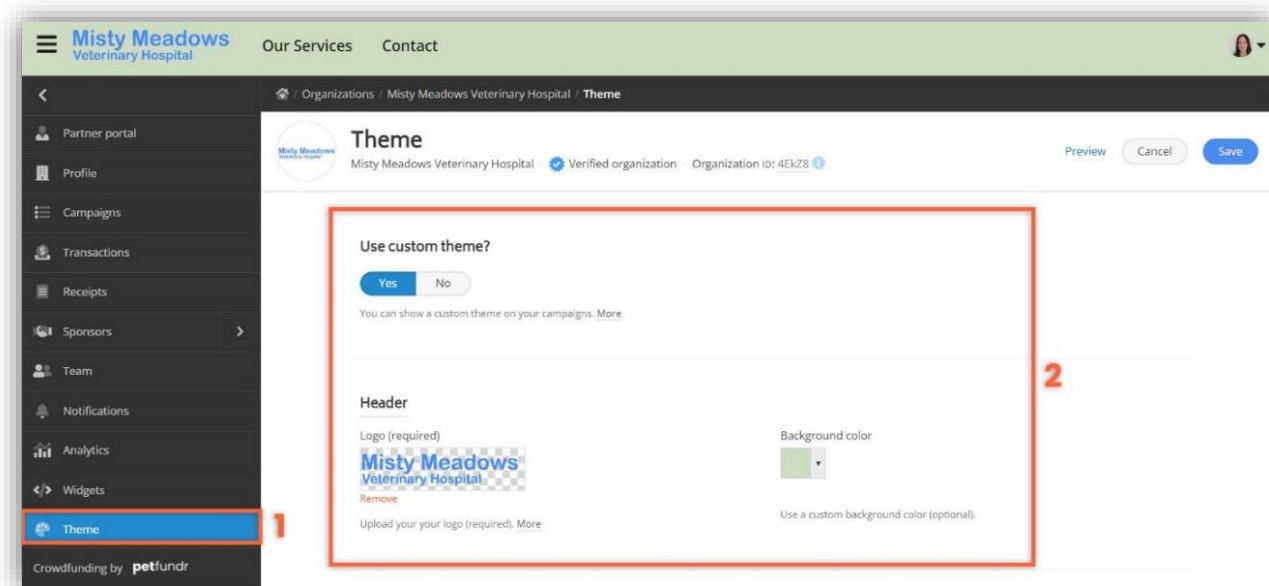 Misty Meadows
Veterinary Hospital
Our Services Contact
/ Organizations / Misty Meadows Veterinary Hospital / Theme
Partner portal
Profile
Campaigns
Transactions
Receipts
Sponsors
Team
Notifications
Analytics
Widgets
Theme
1
Crowdfunding by petfundr
Misty Meadows
Veterinary Hospital
Theme
Misty Meadows Veterinary Hospital · Verified organization · Organization ID: 4EkZ8
Preview Cancel Save
Use custom theme?
Yes No
You can show a custom theme on your campaigns. More
2
Header
Logo (required)
Misty Meadows
Veterinary Hospital
Remove
Upload your your logo (required). More
Background color
Use a custom background color (optional).